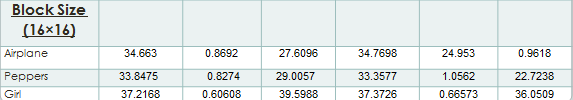 Block Size
(16×16)
Airplane 34.663 0.8692 27.6096 34.7698 24.953 0.9618
Peppers 33.8475 0.8274 29.0057 33.3577 1.0562 22.7238
Girl 37.2168 0.60608 39.5988 37.3726 0.66573 36.0509